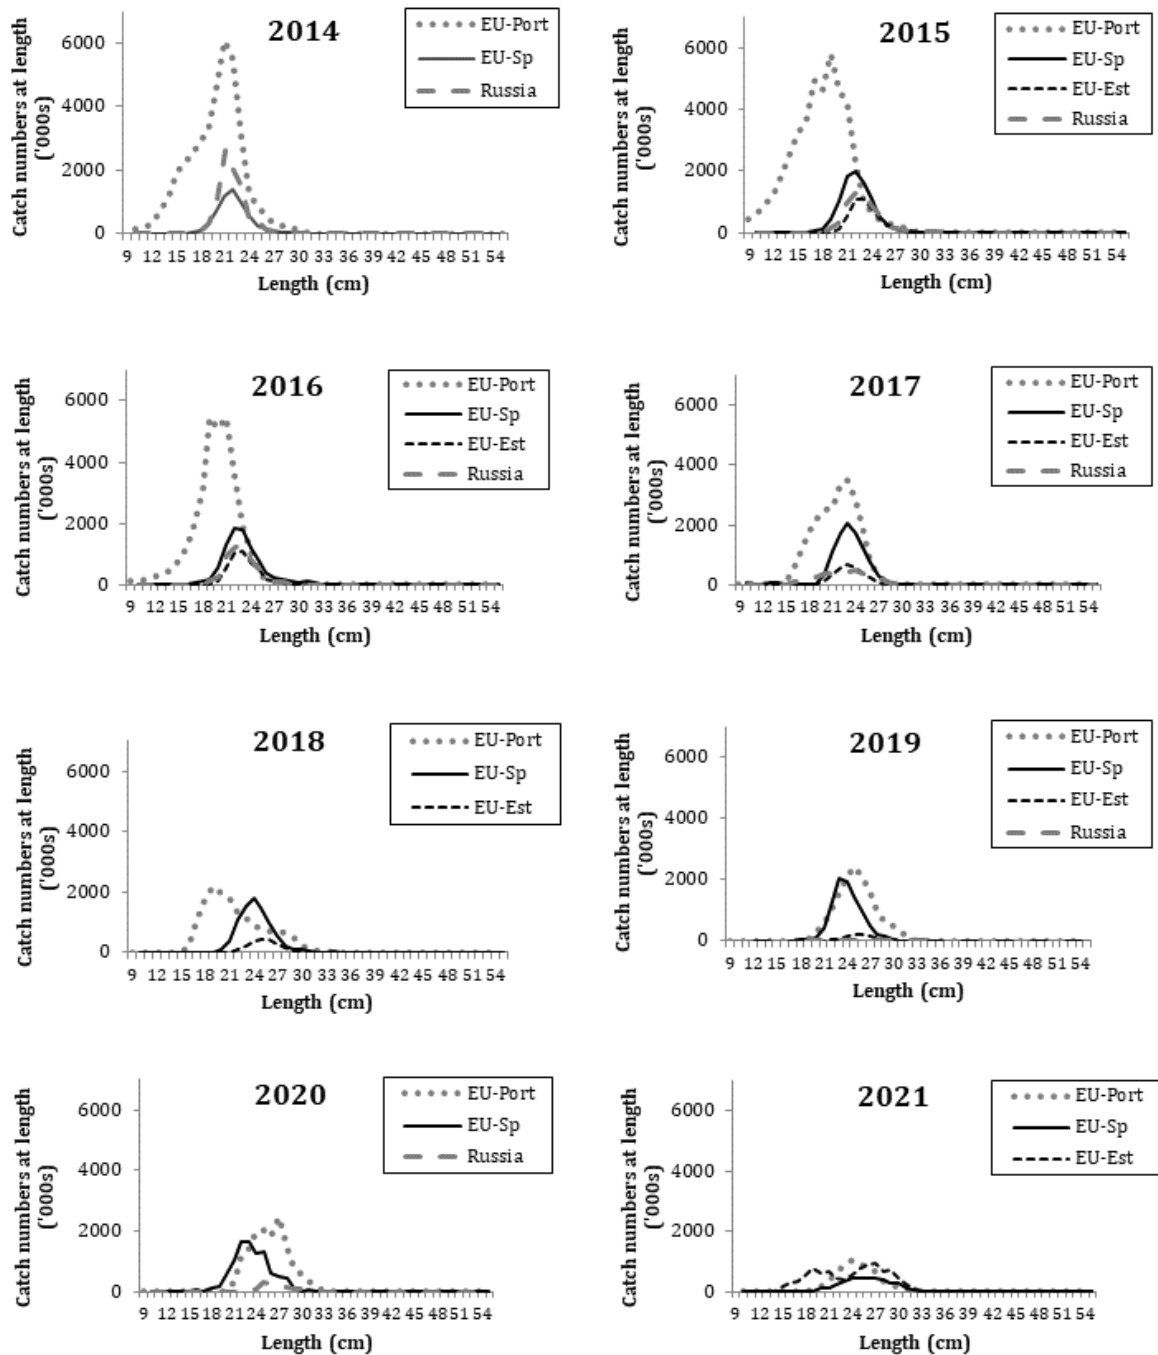 2014
EU-Port
EU-Sp
Russia
Catch numbers at length
('000s)
6000
4000
2000
0
9 12 15 18 21 24 27 30 33 36 39 42 45 48 51 54
Length (cm)
2015
EU-Port
EU-Sp
EU-Est
Russia
Catch numbers at length
('000s)
6000
4000
2000
0
9 12 15 18 21 24 27 30 33 36 39 42 45 48 51 54
Length (cm)
2016
EU-Port
EU-Sp
EU-Est
Russia
Catch numbers at length
('000s)
6000
4000
2000
0
9 12 15 18 21 24 27 30 33 36 39 42 45 48 51 54
Length (cm)
2017
EU-Port
EU-Sp
EU-Est
Russia
Catch numbers at length
('000s)
6000
4000
2000
0
9 12 15 18 21 24 27 30 33 36 39 42 45 48 51 54
Length (cm)
2018
EU-Port
EU-Sp
EU-Est
Catch numbers at length
('000s)
6000
4000
2000
0
9 12 15 18 21 24 27 30 33 36 39 42 45 48 51 54
Length (cm)
2019
EU-Port
EU-Sp
EU-Est
Russia
Catch numbers at length
('000s)
6000
4000
2000
0
9 12 15 18 21 24 27 30 33 36 39 42 45 48 51 54
Length (cm)
2020
EU-Port
EU-Sp
Russia
Catch numbers at length
('000s)
6000
4000
2000
0
9 12 15 18 21 24 27 30 33 36 39 42 45 48 51 54
Length (cm)
2021
EU-Port
EU-Sp
EU-Est
Catch numbers at length
('000s)
6000
4000
2000
0
9 12 15 18 21 24 27 30 33 36 39 42 45 48 51 54
Length (cm)